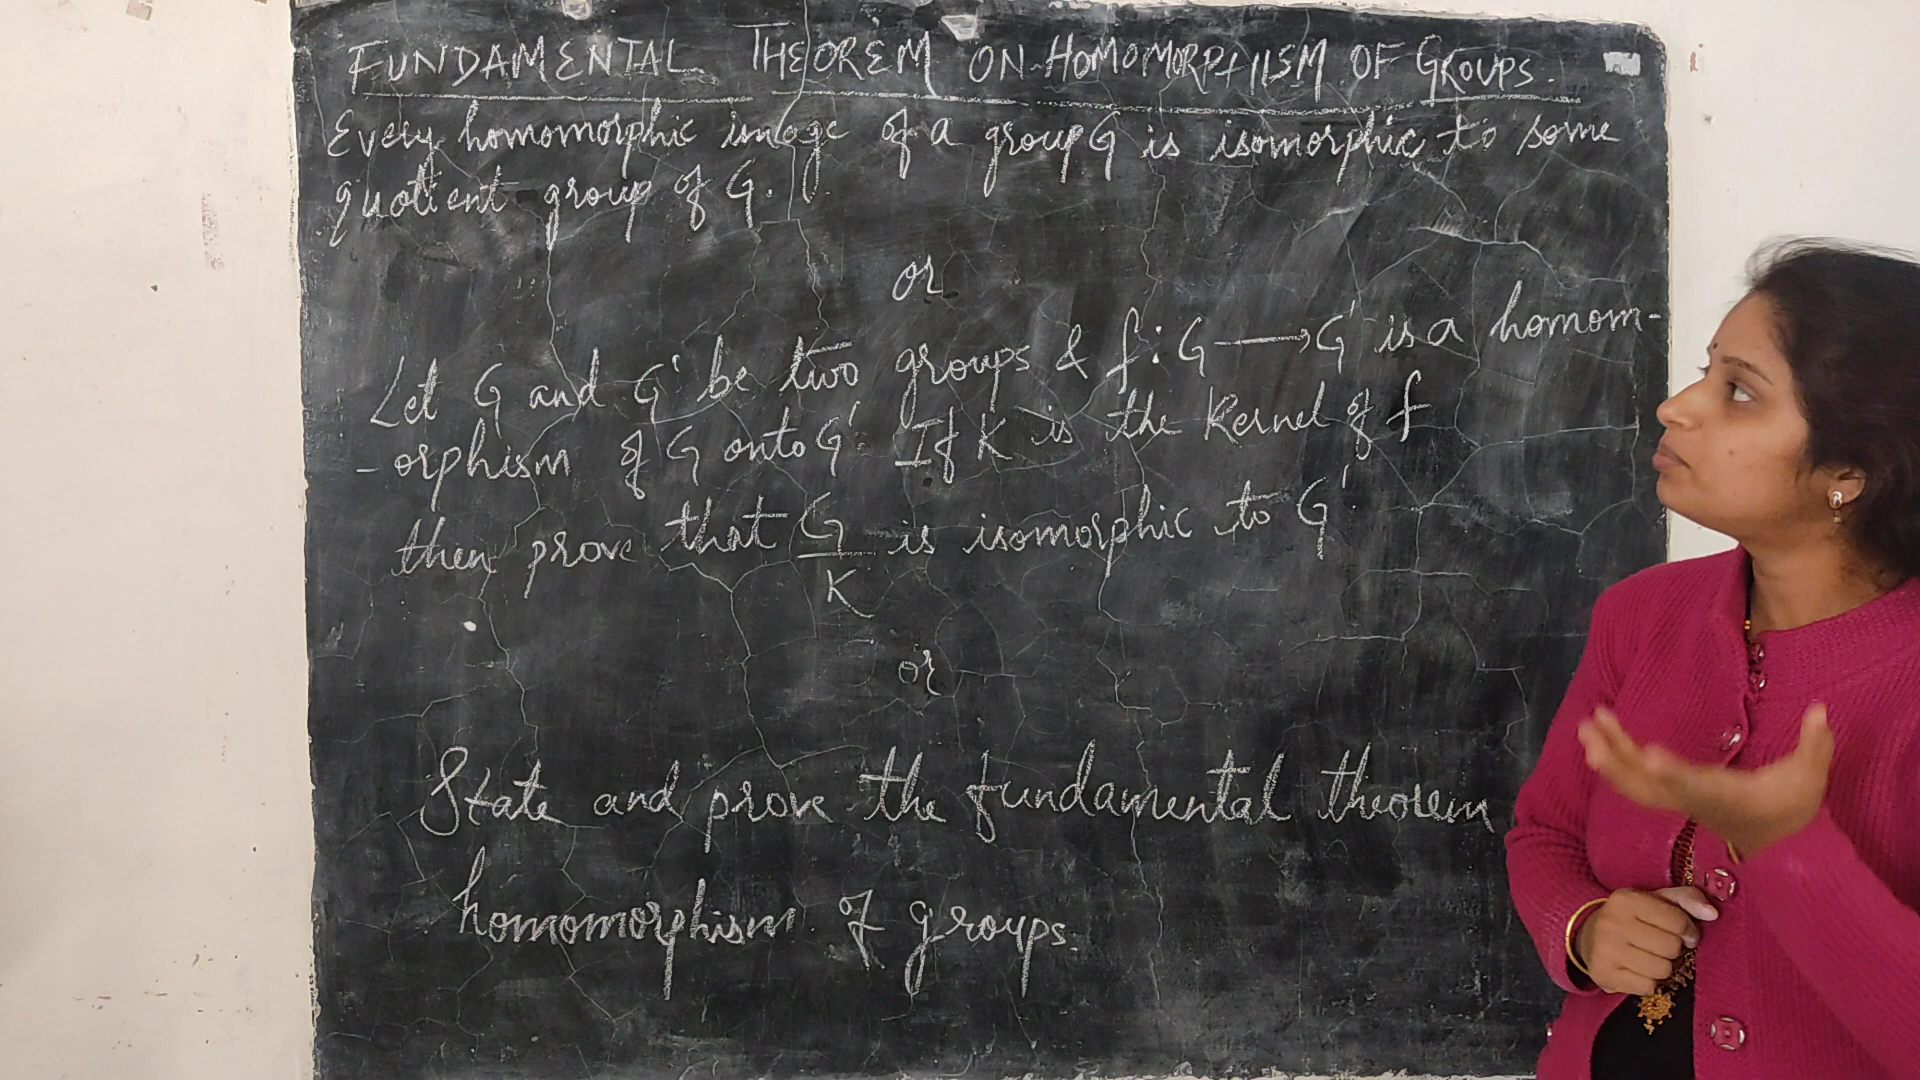 FUNDAMENTAL THEOREM ON HOMOMORPHISM OF GROUPS.
Every homomorphic image of a group G is isomorphic to some
quotient group of G.
or
Let G and G' be two groups & f : G ⟶ G' is a homom-
- orphism of G onto G'. If K is the Kernel of f
then prove that G/K is isomorphic to G'.
or
State and prove the fundamental theorem
homomorphism of groups.